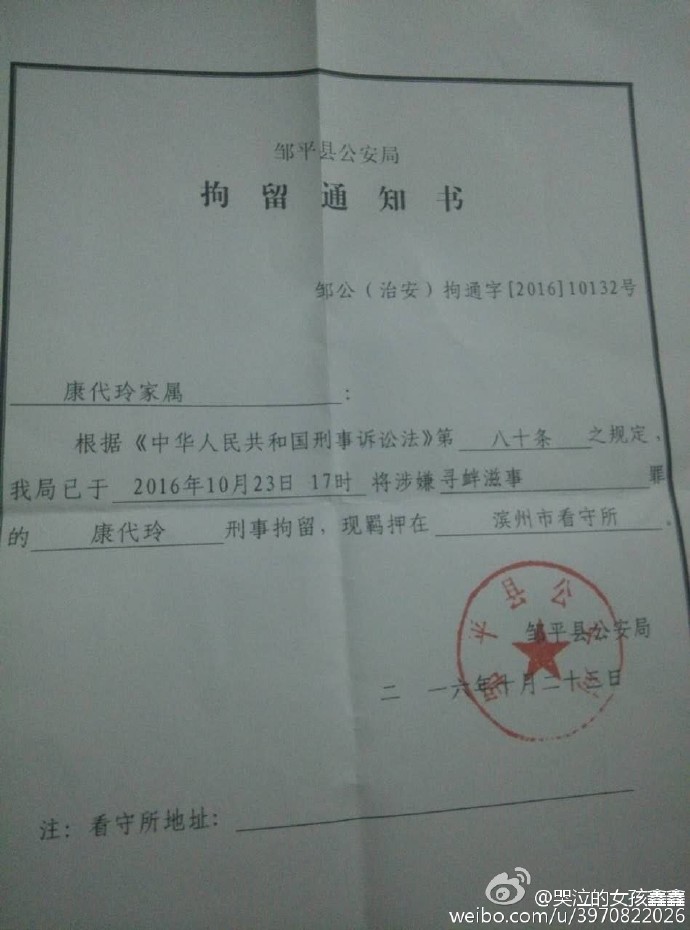 邹平县公安局
拘留通知书
邹公（治安）拘通字[2016]10132号
康代玲家属：
根据《中华人民共和国刑事诉讼法》第 八十条 之规定，
我局已于 2016年10月23日 17时 将涉嫌寻衅滋事 罪
的 康代玲 刑事拘留，现羁押在 滨州市看守所。
邹平县公安局
邹平县公安局
二 一六年十月二十三日
注：看守所地址：
@哭泣的女孩鑫鑫
weibo.com/u/3970822026